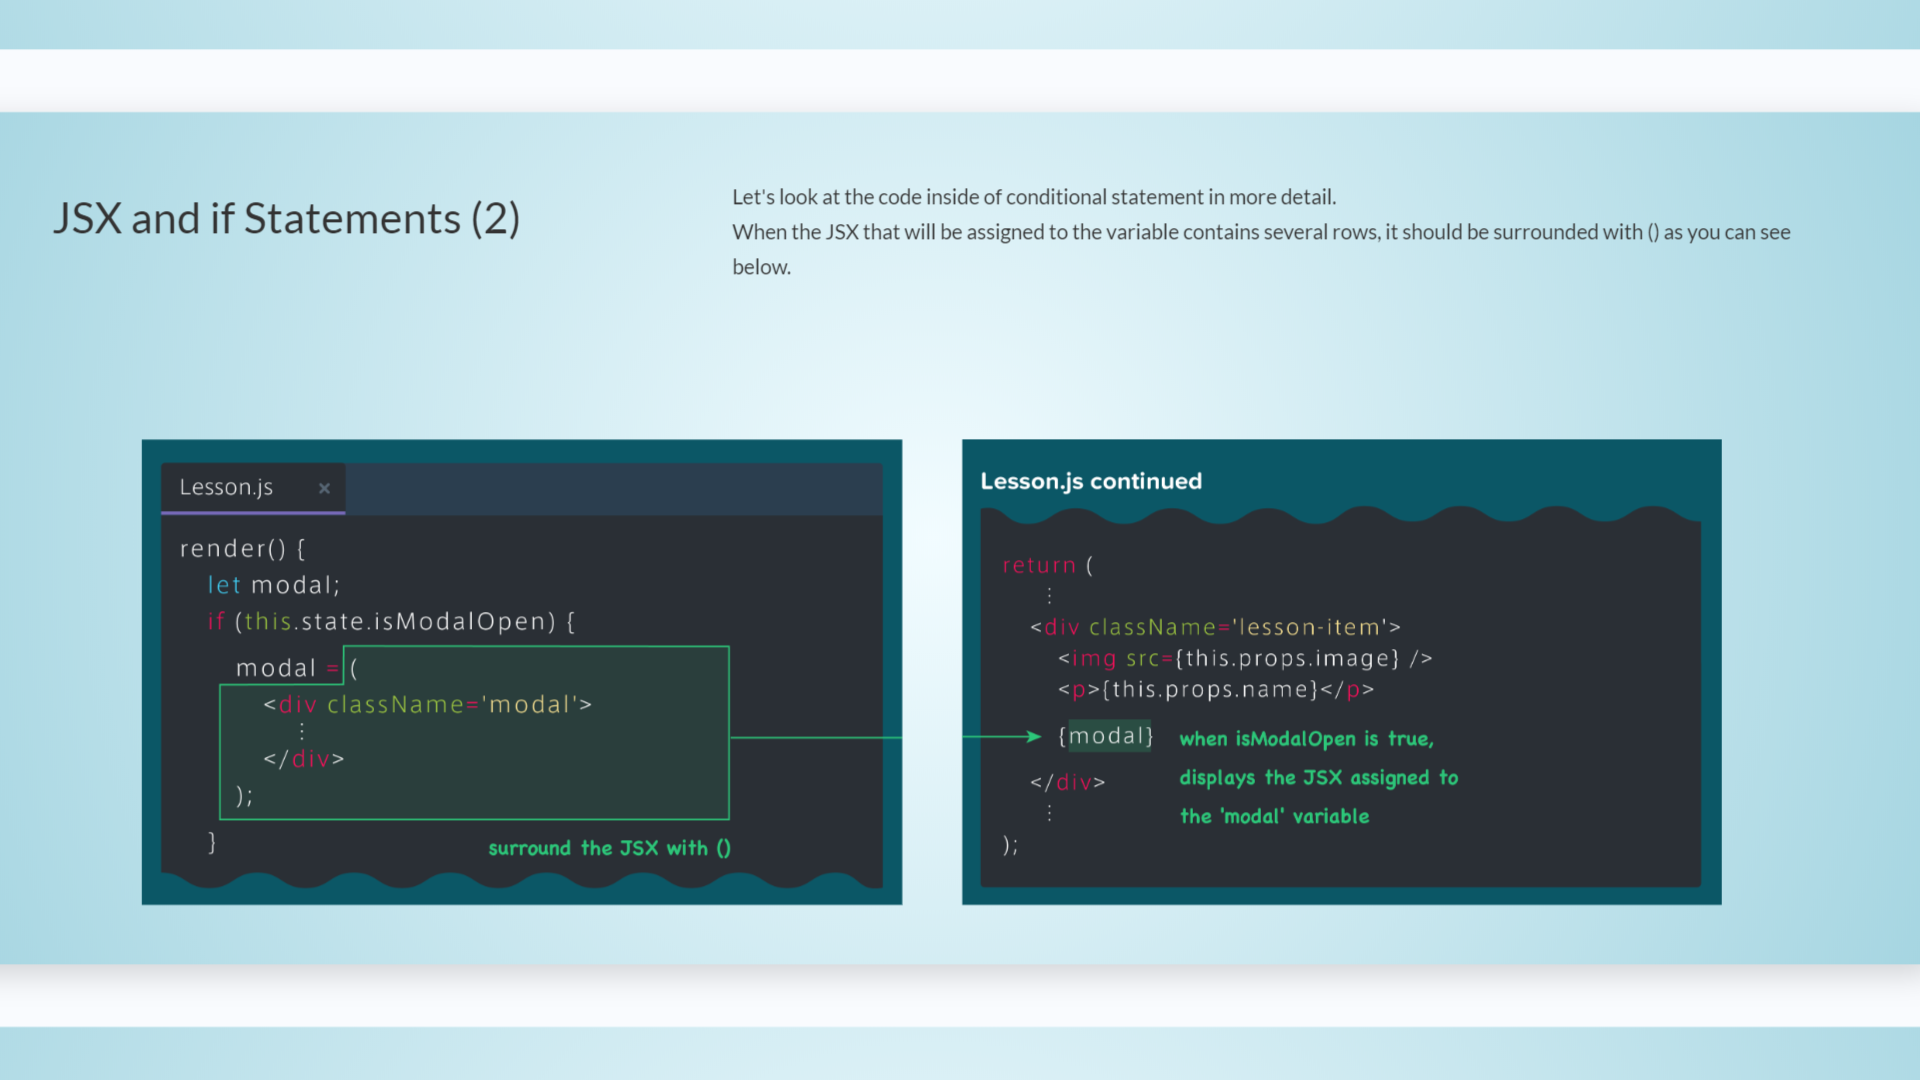 JSX and if Statements (2)
Let's look at the code inside of conditional statement in more detail.
When the JSX that will be assigned to the variable contains several rows, it should be surrounded with () as you can see
below.
Lesson.js ×
render() {
let modal;
if (this.state.isModalOpen) {
modal = (
<div className='modal'>
⋮
</div>
);
}
surround the JSX with ()
Lesson.js continued
return (
⋮
<div className='lesson-item'>
<img src={this.props.image} />
<p>{this.props.name}</p>
{modal}
when isModalOpen is true,
displays the JSX assigned to
the 'modal' variable
</div>
⋮
);